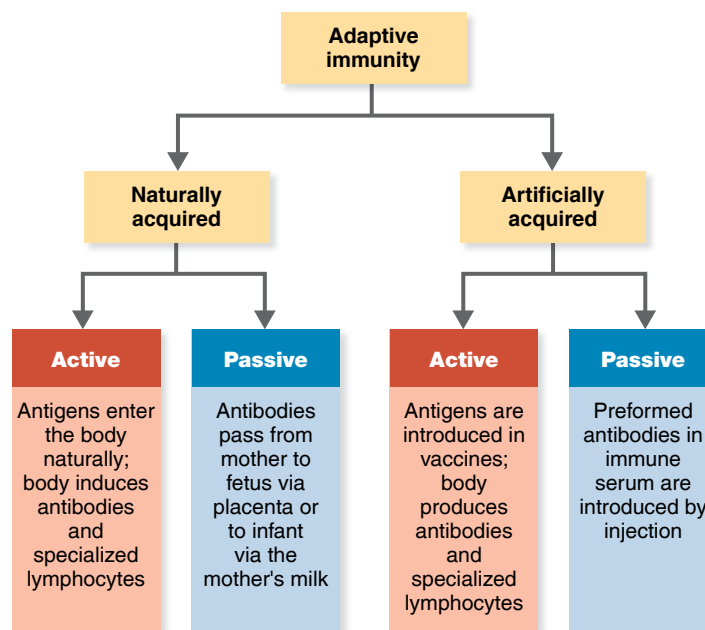 Adaptive
immunity
Naturally
acquired
Artificially
acquired
Active
Antigens enter
the body
naturally;
body induces
antibodies
and
specialized
lymphocytes
Passive
Antibodies
pass from
mother to
fetus via
placenta or
to infant
via the
mother's milk
Active
Antigens are
introduced in
vaccines;
body
produces
antibodies
and
specialized
lymphocytes
Passive
Preformed
antibodies in
immune
serum are
introduced by
injection